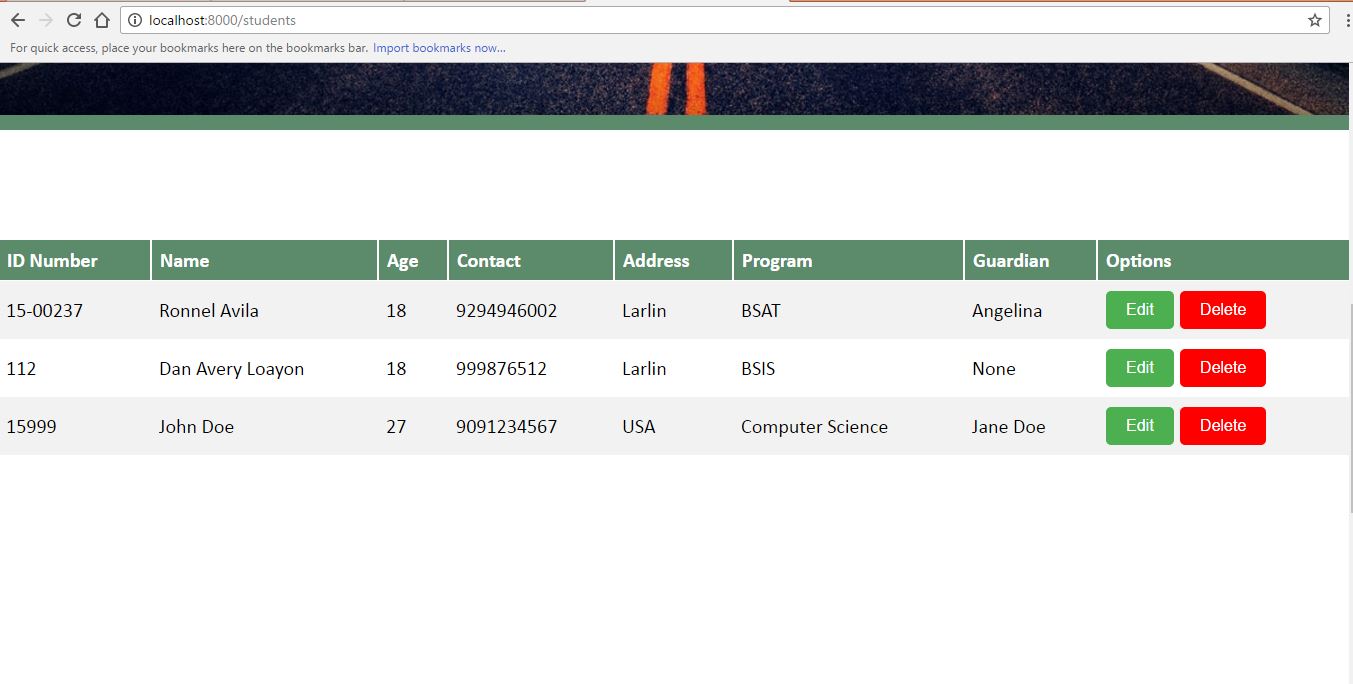 localhost:8000/students
For quick access, place your bookmarks here on the bookmarks bar. Import bookmarks now...
ID Number Name Age Contact Address Program Guardian Options
15-00237 Ronnel Avila 18 9294946002 Larlin BSAT Angelina Edit Delete
112 Dan Avery Loayon 18 999876512 Larlin BSIS None Edit Delete
15999 John Doe 27 9091234567 USA Computer Science Jane Doe Edit Delete